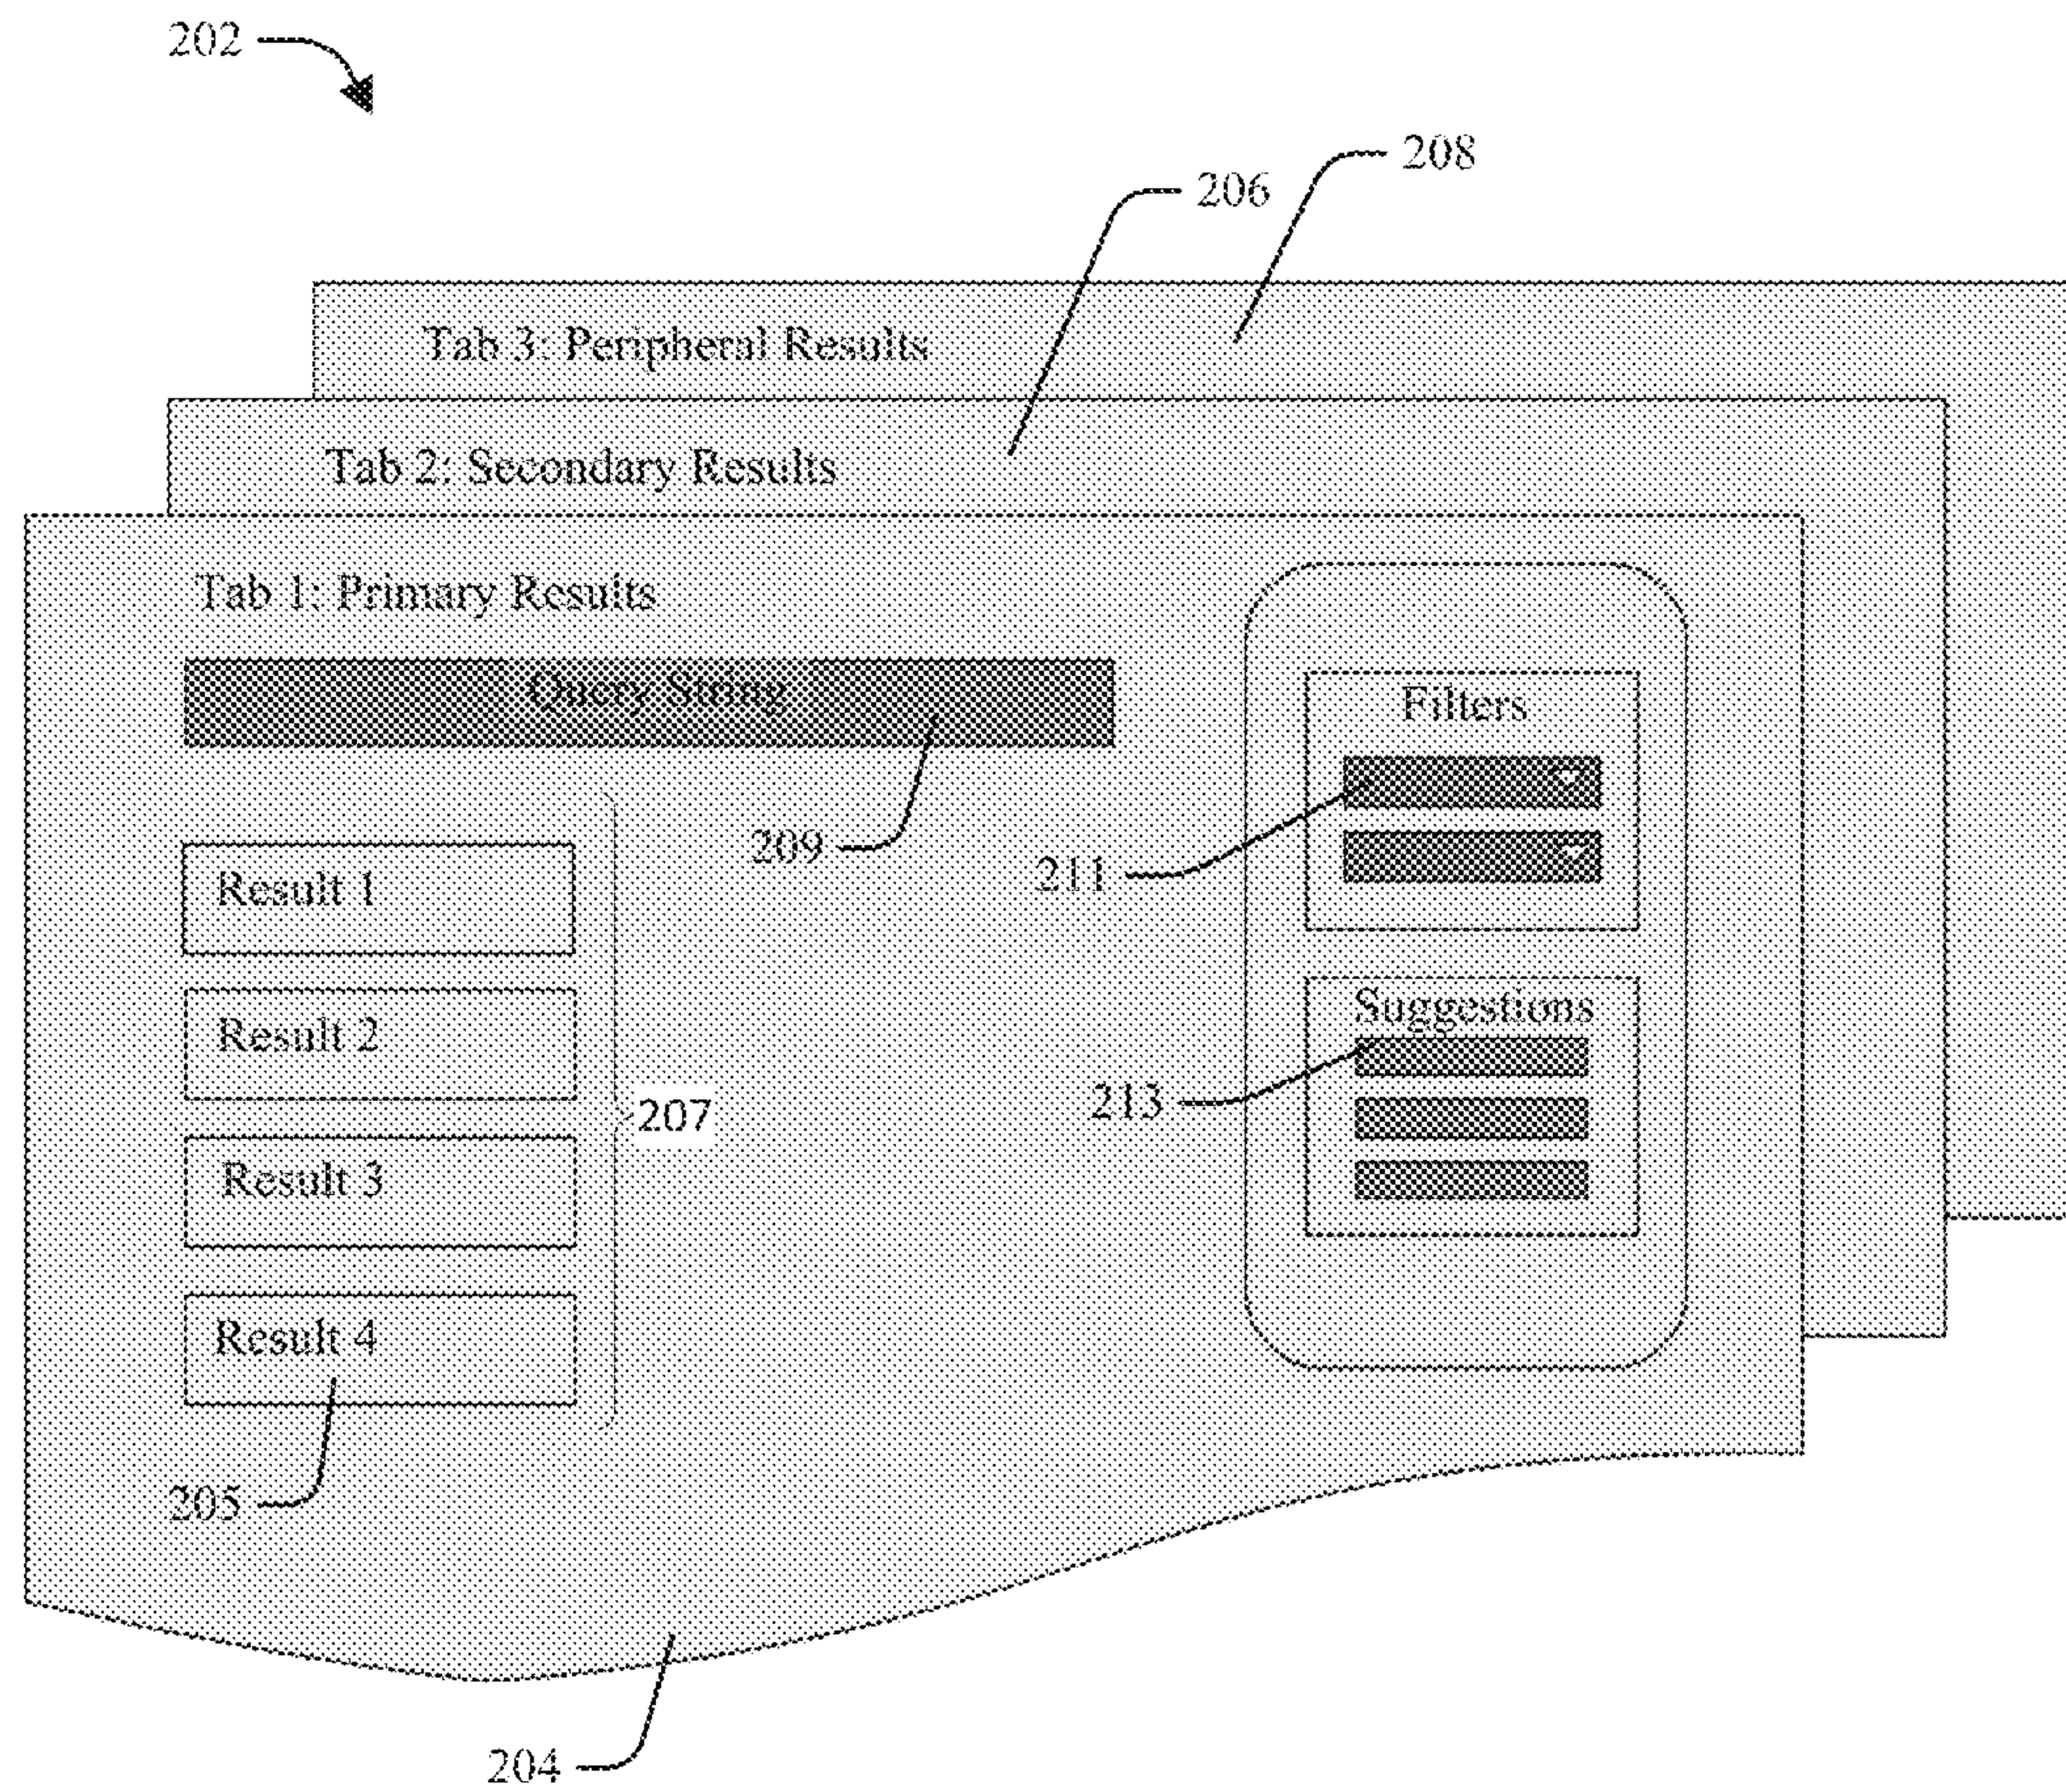 202
208
206
Tab 3: Peripheral Results
Tab 2: Secondary Results
Tab 1: Primary Results
Query String
Filters
209
211
Result 1
Suggestions
Result 2
213
207
Result 3
Result 4
205
204